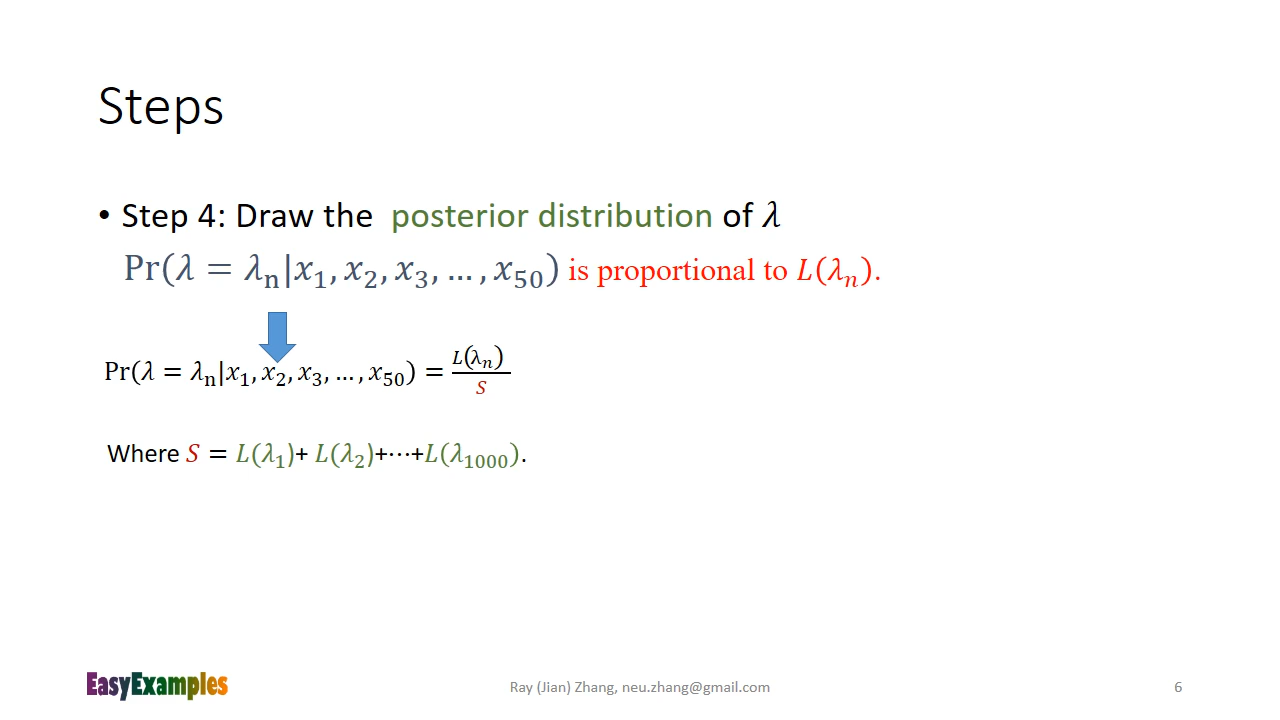 Steps
• Step 4: Draw the posterior distribution of λ
Pr(λ = λₙ|x₁, x₂, x₃, … , x₅₀) is proportional to L(λₙ).
Pr(λ = λₙ|x₁, x₂, x₃, … , x₅₀) = L(λₙ)/S
Where S = L(λ₁)+ L(λ₂)+⋯+L(λ₁₀₀₀).
EasyExamples
Ray (Jian) Zhang, neu.zhang@gmail.com
6